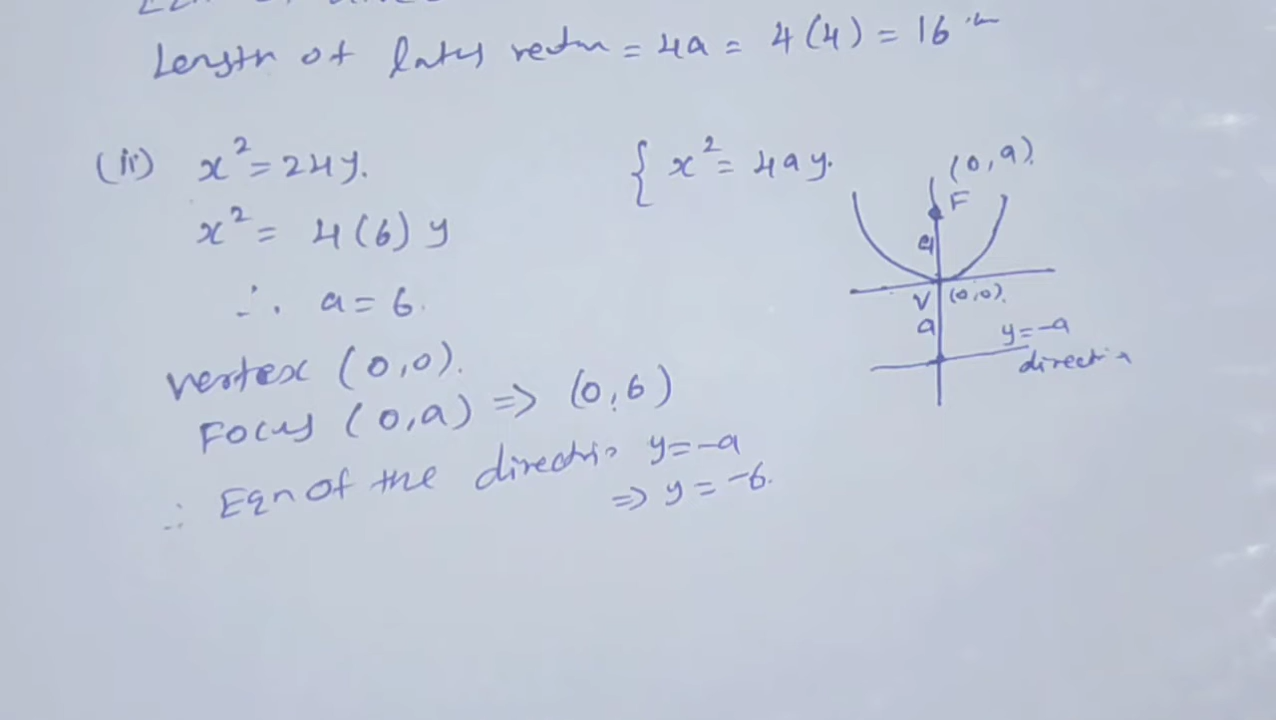 Length of latus rectum = 4a = 4(4) = 16
(ii) x² = 24y.
{ x² = 4ay.
x² = 4(6) y
∴ a = 6.
vertex (0,0).
Focus (0,a) => (0,6)
∴ Eqn of the directrix y = -a
=> y = -6.
(0,a)
F
a
V (0,0).
a
y = -a
directrix